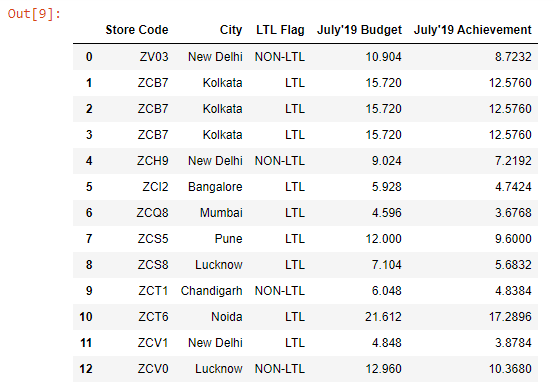 Out[9]:
Store Code City LTL Flag July'19 Budget July'19 Achievement
0 ZV03 New Delhi NON-LTL 10.904 8.7232
1 ZCB7 Kolkata LTL 15.720 12.5760
2 ZCB7 Kolkata LTL 15.720 12.5760
3 ZCB7 Kolkata LTL 15.720 12.5760
4 ZCH9 New Delhi NON-LTL 9.024 7.2192
5 ZCI2 Bangalore LTL 5.928 4.7424
6 ZCQ8 Mumbai LTL 4.596 3.6768
7 ZCS5 Pune LTL 12.000 9.6000
8 ZCS8 Lucknow LTL 7.104 5.6832
9 ZCT1 Chandigarh NON-LTL 6.048 4.8384
10 ZCT6 Noida LTL 21.612 17.2896
11 ZCV1 New Delhi LTL 4.848 3.8784
12 ZCV0 Lucknow NON-LTL 12.960 10.3680